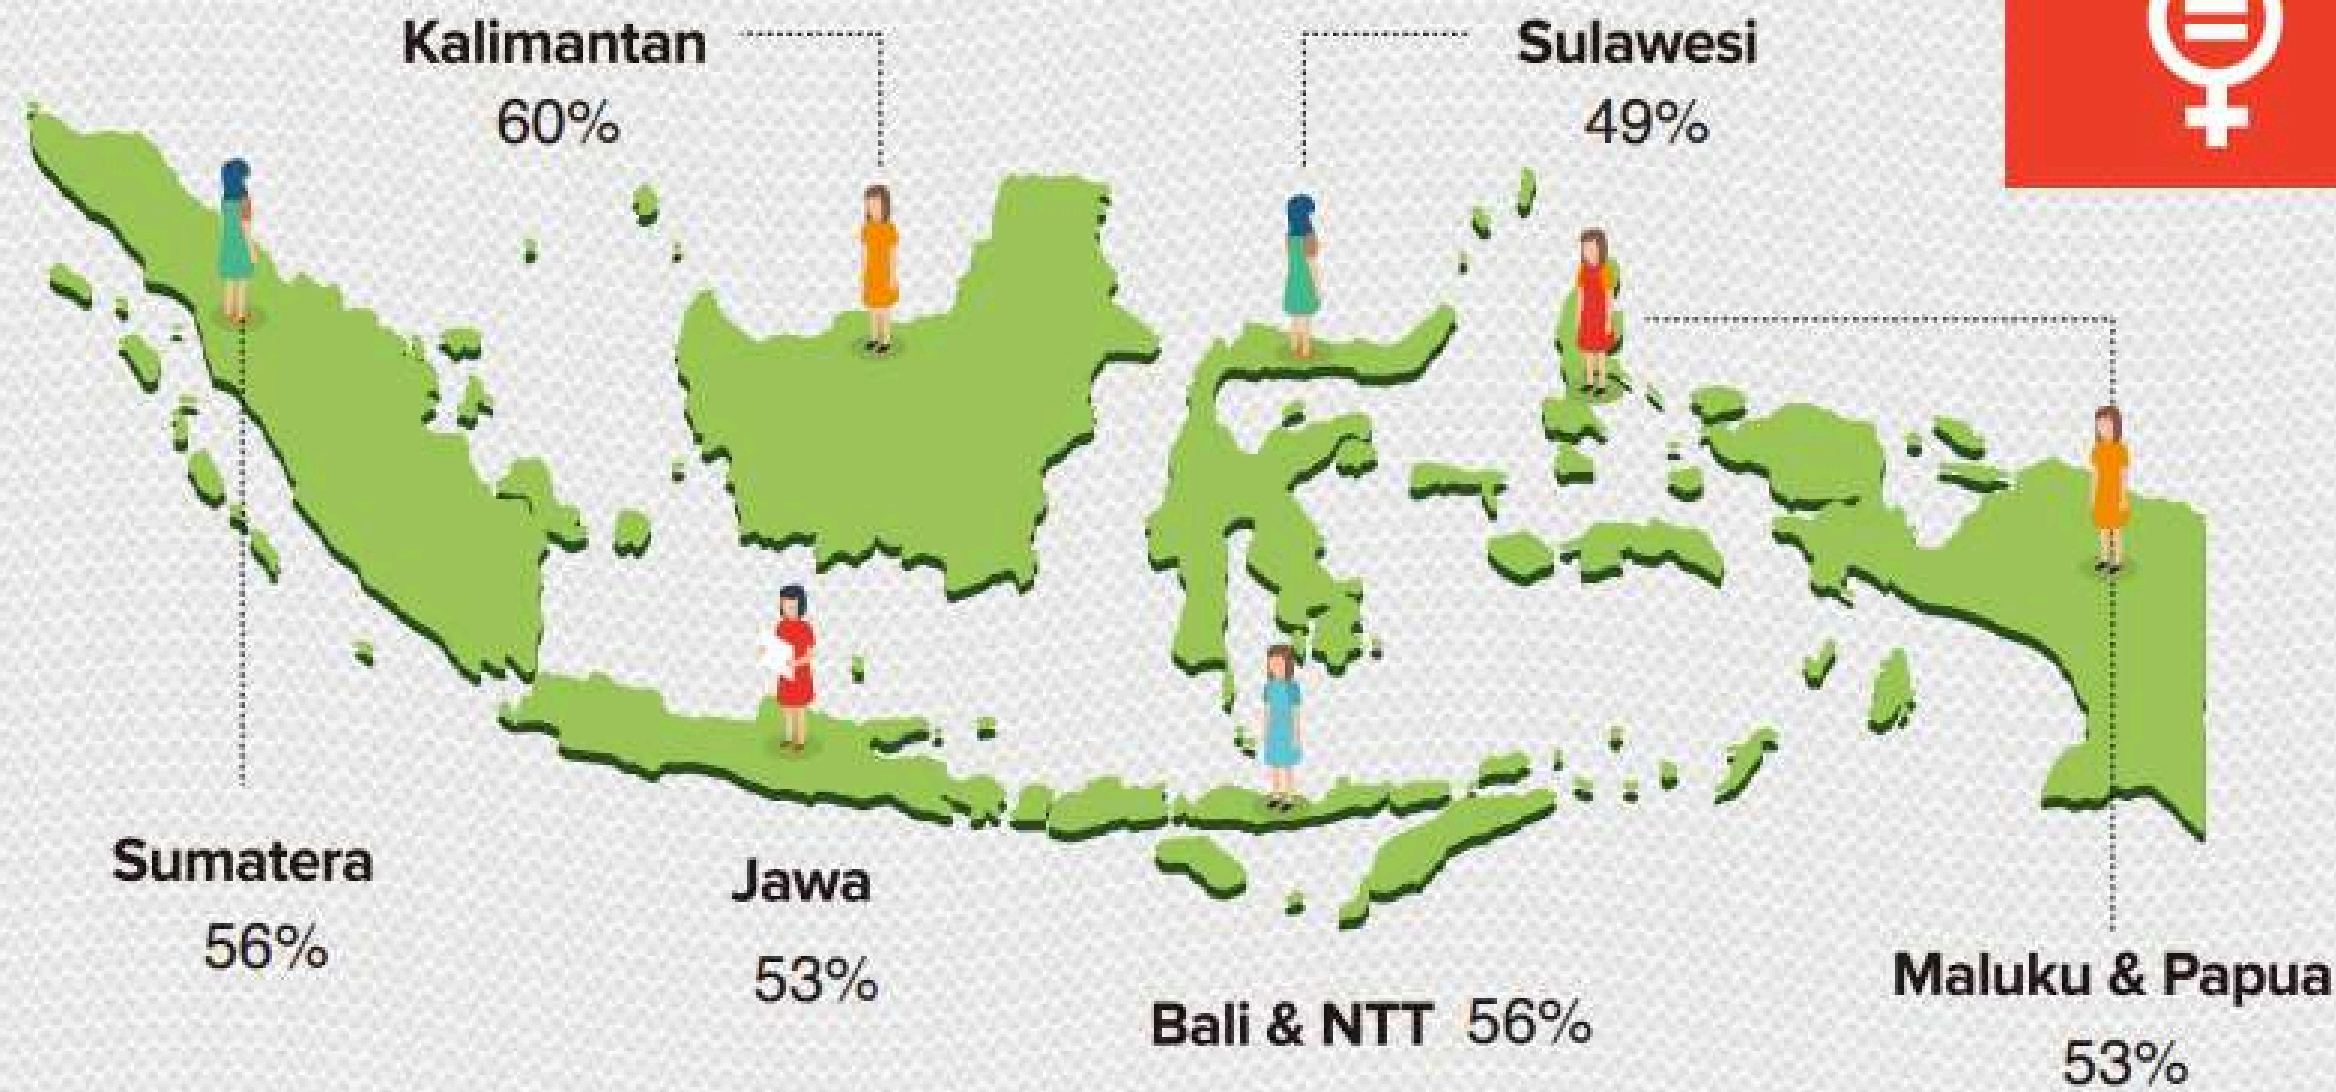 Kalimantan
60%
Sulawesi
49%
Sumatera
56%
Jawa
53%
Bali & NTT 56%
Maluku & Papua
53%